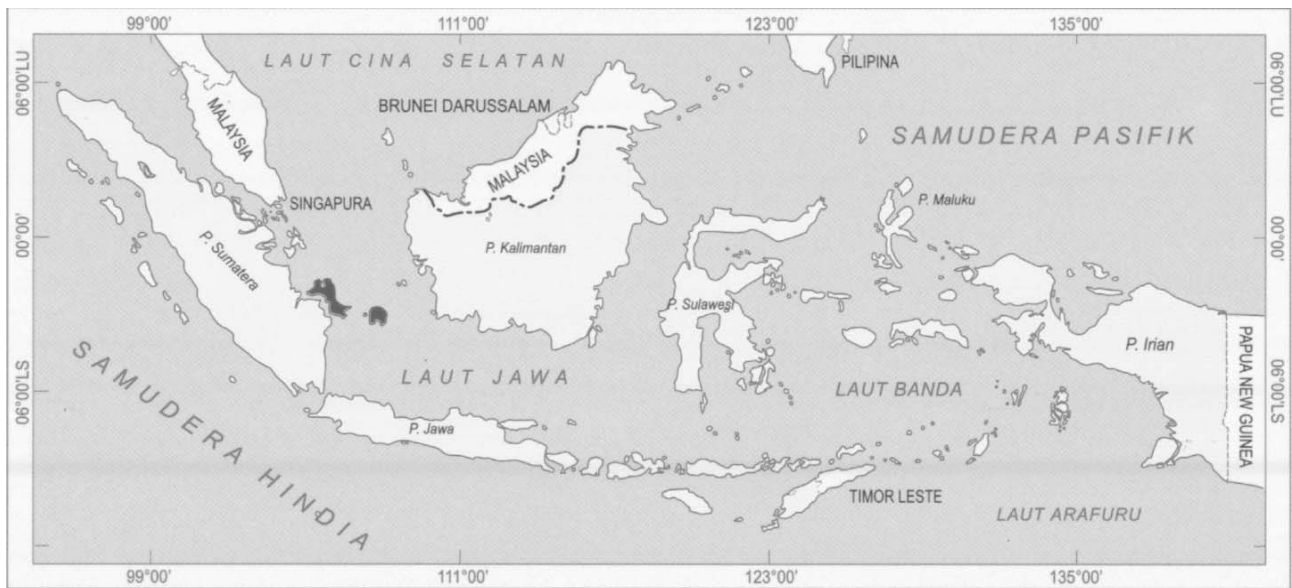 99°00'
111°00'
123°00'
135°00'
06°00'LU
06°00'LU
LAUT CINA SELATAN
PILIPINA
BRUNEI DARUSSALAM
SAMUDERA PASIFIK
MALAYSIA
MALAYSIA
SINGAPURA
P. Maluku
00°00'
00°00'
P. Sumatera
P. Kalimantan
P. Sulawesi
P. Irian
PAPUA NEW GUINEA
06°00'LS
06°00'LS
LAUT JAWA
LAUT BANDA
SAMUDERA HINDIA
P. Jawa
TIMOR LESTE
LAUT ARAFURU
99°00'
111°00'
123°00'
135°00'